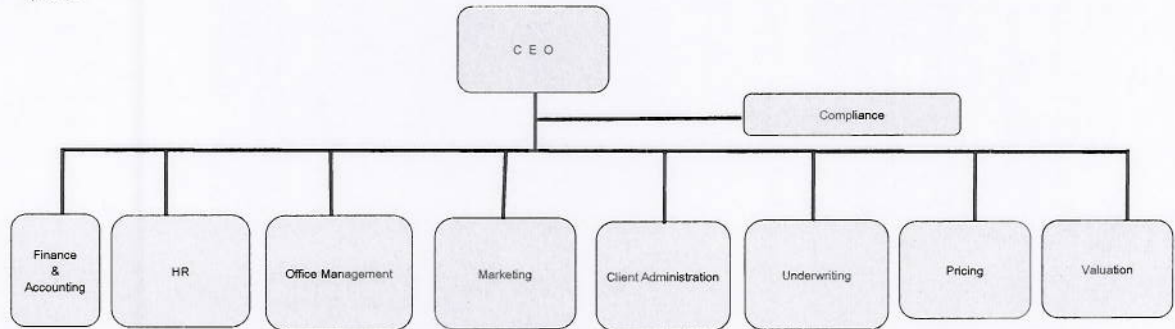 C E O
Compliance
Finance
&
Accounting
HR
Office Management
Marketing
Client Administration
Underwriting
Pricing
Valuation